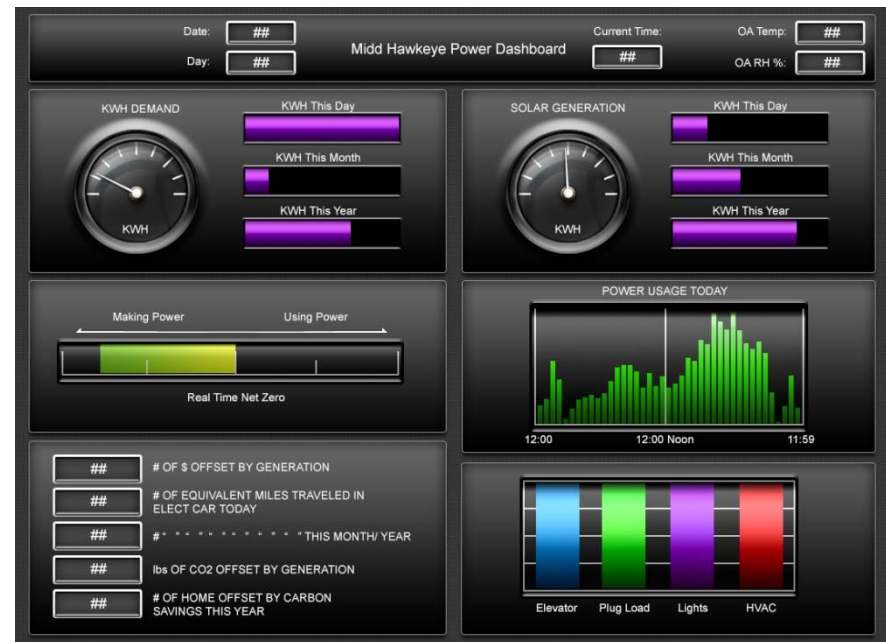 Date: ##
Day: ##
Midd Hawkeye Power Dashboard
Current Time:
##
OA Temp: ##
OA RH %: ##
KWH DEMAND
KWH
KWH This Day
KWH This Month
KWH This Year
SOLAR GENERATION
KWH
KWH This Day
KWH This Month
KWH This Year
Making Power Using Power
Real Time Net Zero
POWER USAGE TODAY
12:00 12:00 Noon 11:59
## # OF $ OFFSET BY GENERATION
## # OF EQUIVALENT MILES TRAVELED IN
ELECT CAR TODAY
## # " " " " " " " " " " THIS MONTH/ YEAR
## lbs OF CO2 OFFSET BY GENERATION
## # OF HOME OFFSET BY CARBON
SAVINGS THIS YEAR
Elevator Plug Load Lights HVAC